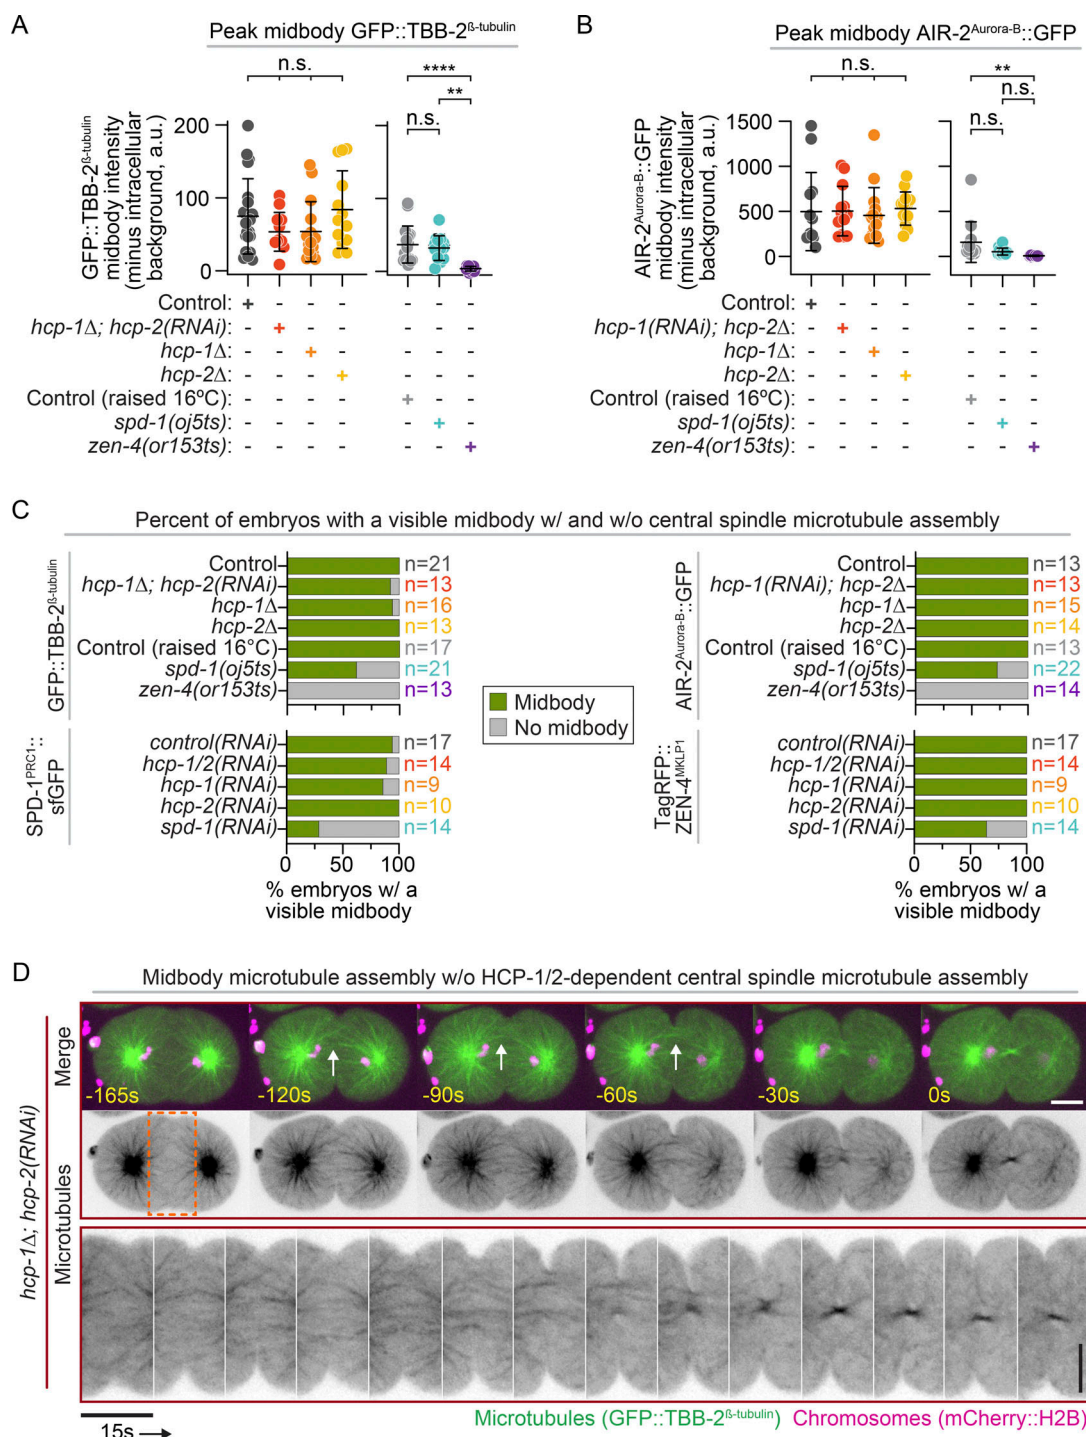 A
Peak midbody GFP::TBB-2ß-tubulin
n.s.
****
**
n.s.
GFP::TBB-2ß-tubulin
midbody intensity
(minus intracellular
background, a.u.)
200
100
0
Control: + - - - - - -
hcp-1Δ; hcp-2(RNAi): - + - - - - -
hcp-1Δ: - - + - - - -
hcp-2Δ: - - - + - - -
Control (raised 16ºC): - - - - + - -
spd-1(oj5ts): - - - - - + -
zen-4(or153ts): - - - - - - +
B
Peak midbody AIR-2Aurora-B::GFP
n.s.
**
n.s.
n.s.
AIR-2Aurora-B::GFP
midbody intensity
(minus intracellular
background, a.u.)
1500
1000
500
0
Control: + - - - - - -
hcp-1(RNAi); hcp-2Δ: - + - - - - -
hcp-1Δ: - - + - - - -
hcp-2Δ: - - - + - - -
Control (raised 16ºC): - - - - + - -
spd-1(oj5ts): - - - - - + -
zen-4(or153ts): - - - - - - +
C
Percent of embryos with a visible midbody w/ and w/o central spindle microtubule assembly
GFP::TBB-2ß-tubulin
Control n=21
hcp-1Δ; hcp-2(RNAi) n=13
hcp-1Δ n=16
hcp-2Δ n=13
Control (raised 16°C) n=17
spd-1(oj5ts) n=21
zen-4(or153ts) n=13
SPD-1PRC1::
sfGFP
control(RNAi) n=17
hcp-1/2(RNAi) n=14
hcp-1(RNAi) n=9
hcp-2(RNAi) n=10
spd-1(RNAi) n=14
0 50 100
% embryos w/ a
visible midbody
Midbody
No midbody
AIR-2Aurora-B::GFP
Control n=13
hcp-1(RNAi); hcp-2Δ n=13
hcp-1Δ n=15
hcp-2Δ n=14
Control (raised 16°C) n=13
spd-1(oj5ts) n=22
zen-4(or153ts) n=14
TagRFP::
ZEN-4MKLP1
control(RNAi) n=17
hcp-1/2(RNAi) n=14
hcp-1(RNAi) n=9
hcp-2(RNAi) n=10
spd-1(RNAi) n=14
0 50 100
% embryos w/ a
visible midbody
D
Midbody microtubule assembly w/o HCP-1/2-dependent central spindle microtubule assembly
hcp-1Δ; hcp-2(RNAi)
Merge
-165s
-120s
-90s
-60s
-30s
0s
Microtubules
15s
Microtubules (GFP::TBB-2ß-tubulin) Chromosomes (mCherry::H2B)